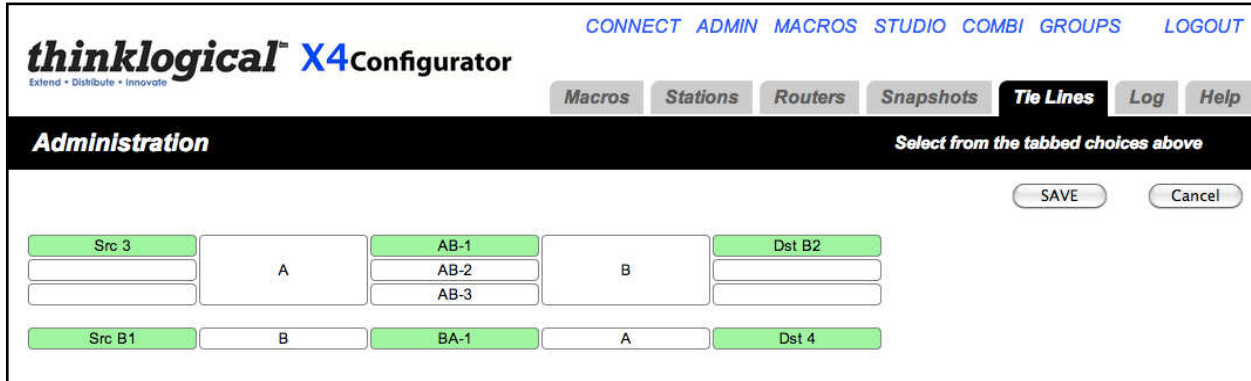 CONNECT ADMIN MACROS STUDIO COMBI GROUPS LOGOUT
thinklogical™ X4 Configurator
Extend • Distribute • Innovate
Macros Stations Routers Snapshots Tie Lines Log Help
Administration Select from the tabbed choices above
SAVE Cancel
Src 3 AB-1 Dst B2
A AB-2 B
AB-3
Src B1 B BA-1 A Dst 4